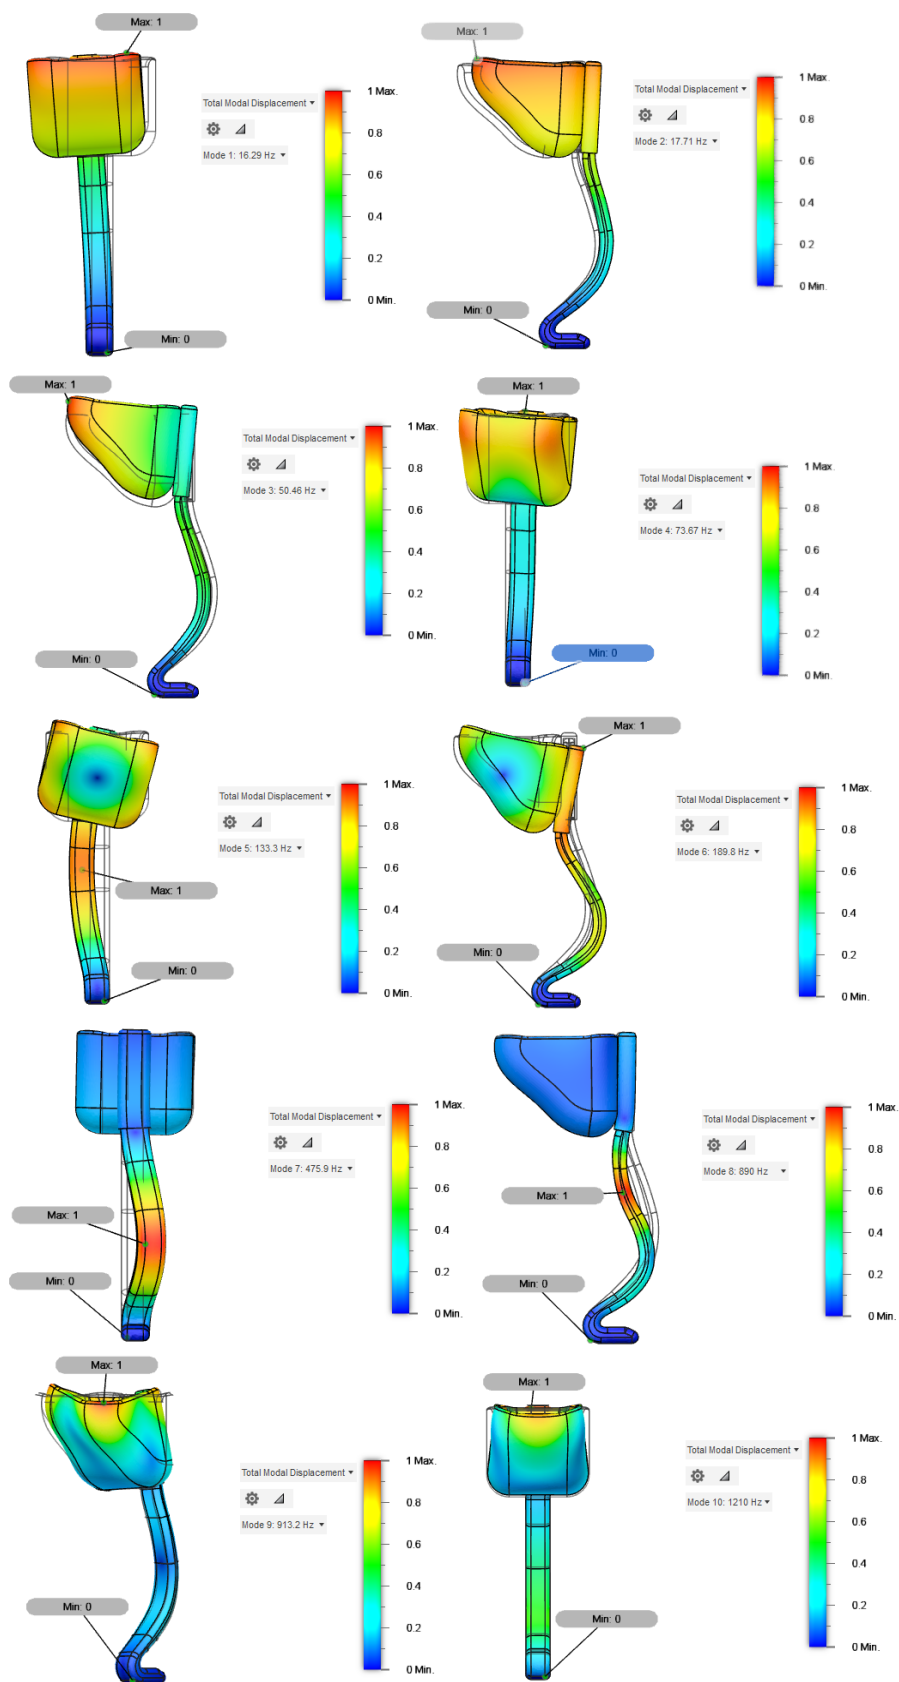 Max: 1
Total Modal Displacement
Mode 1: 16.29 Hz
1 Max.
0.8
0.6
0.4
0.2
0 Min.
Min: 0
Max: 1
Total Modal Displacement
Mode 2: 17.71 Hz
1 Max.
0.8
0.6
0.4
0.2
0 Min.
Min: 0
Max: 1
Total Modal Displacement
Mode 3: 50.46 Hz
1 Max.
0.8
0.6
0.4
0.2
0 Min.
Min: 0
Max: 1
Total Modal Displacement
Mode 4: 73.67 Hz
1 Max.
0.8
0.6
0.4
0.2
0 Min.
Min: 0
Total Modal Displacement
Mode 5: 133.3 Hz
1 Max.
0.8
0.6
0.4
0.2
0 Min.
Max: 1
Min: 0
Max: 1
Total Modal Displacement
Mode 6: 189.8 Hz
1 Max.
0.8
0.6
0.4
0.2
0 Min.
Min: 0
Total Modal Displacement
Mode 7: 475.9 Hz
1 Max.
0.8
0.6
0.4
0.2
0 Min.
Max: 1
Min: 0
Total Modal Displacement
Mode 8: 890 Hz
1 Max.
0.8
0.6
0.4
0.2
0 Min.
Max: 1
Min: 0
Max: 1
Total Modal Displacement
Mode 9: 913.2 Hz
1 Max.
0.8
0.6
0.4
0.2
0 Min.
Min: 0
Max: 1
Total Modal Displacement
Mode 10: 1210 Hz
1 Max.
0.8
0.6
0.4
0.2
0 Min.
Min: 0